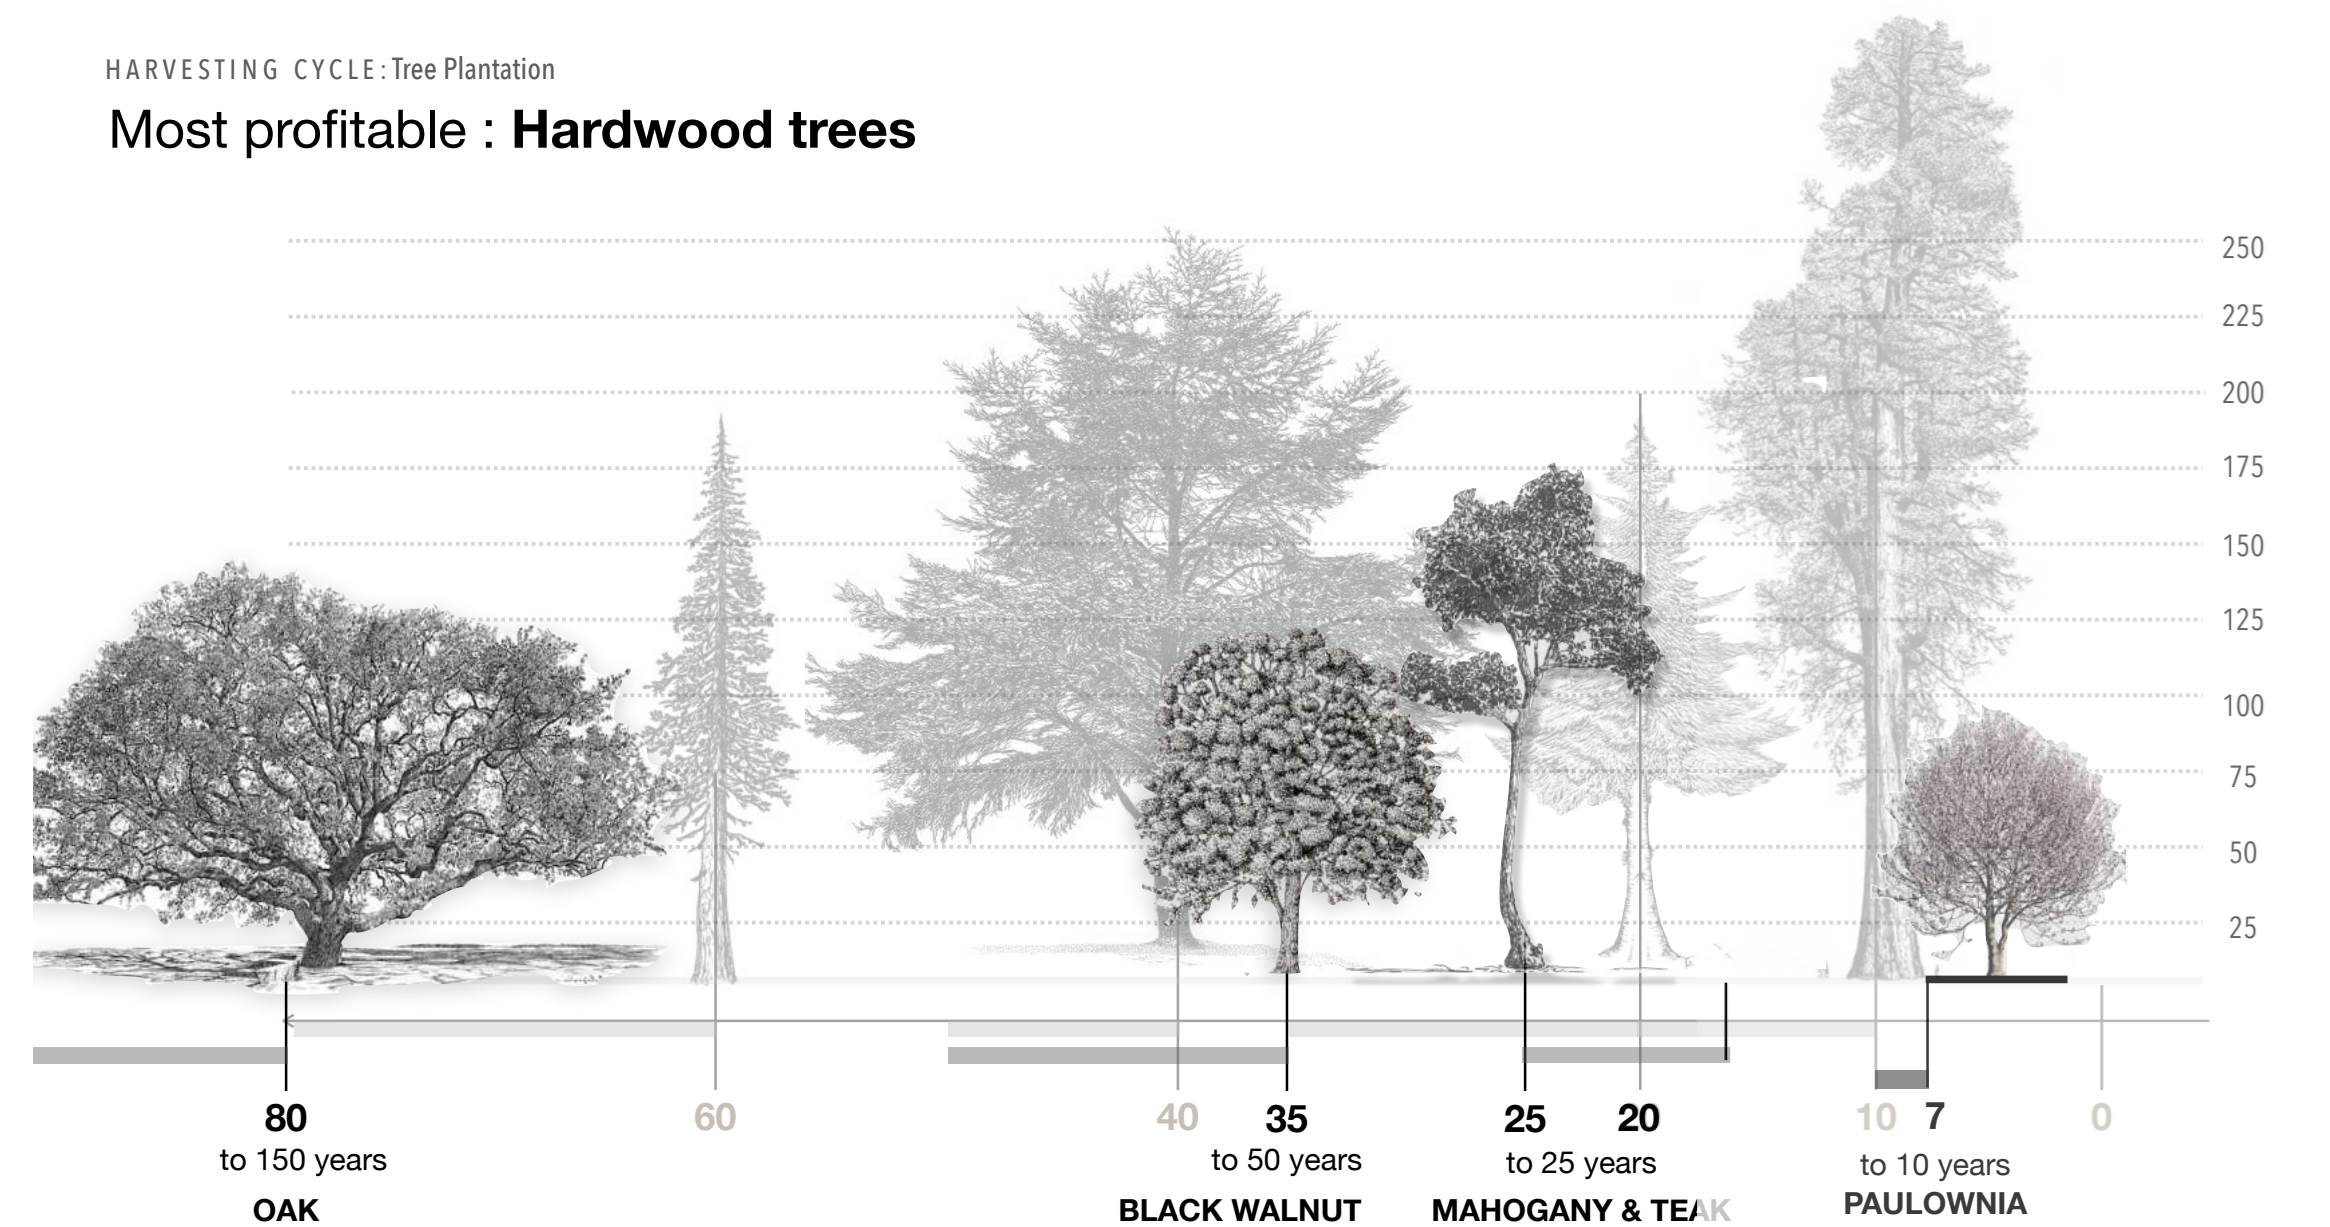 HARVESTING CYCLE: Tree Plantation
Most profitable : Hardwood trees
250
225
200
175
150
125
100
75
50
25
80 60 40 35 25 20 10 7 0
to 150 years to 50 years to 25 years to 10 years
OAK BLACK WALNUT MAHOGANY & TEAK PAULOWNIA